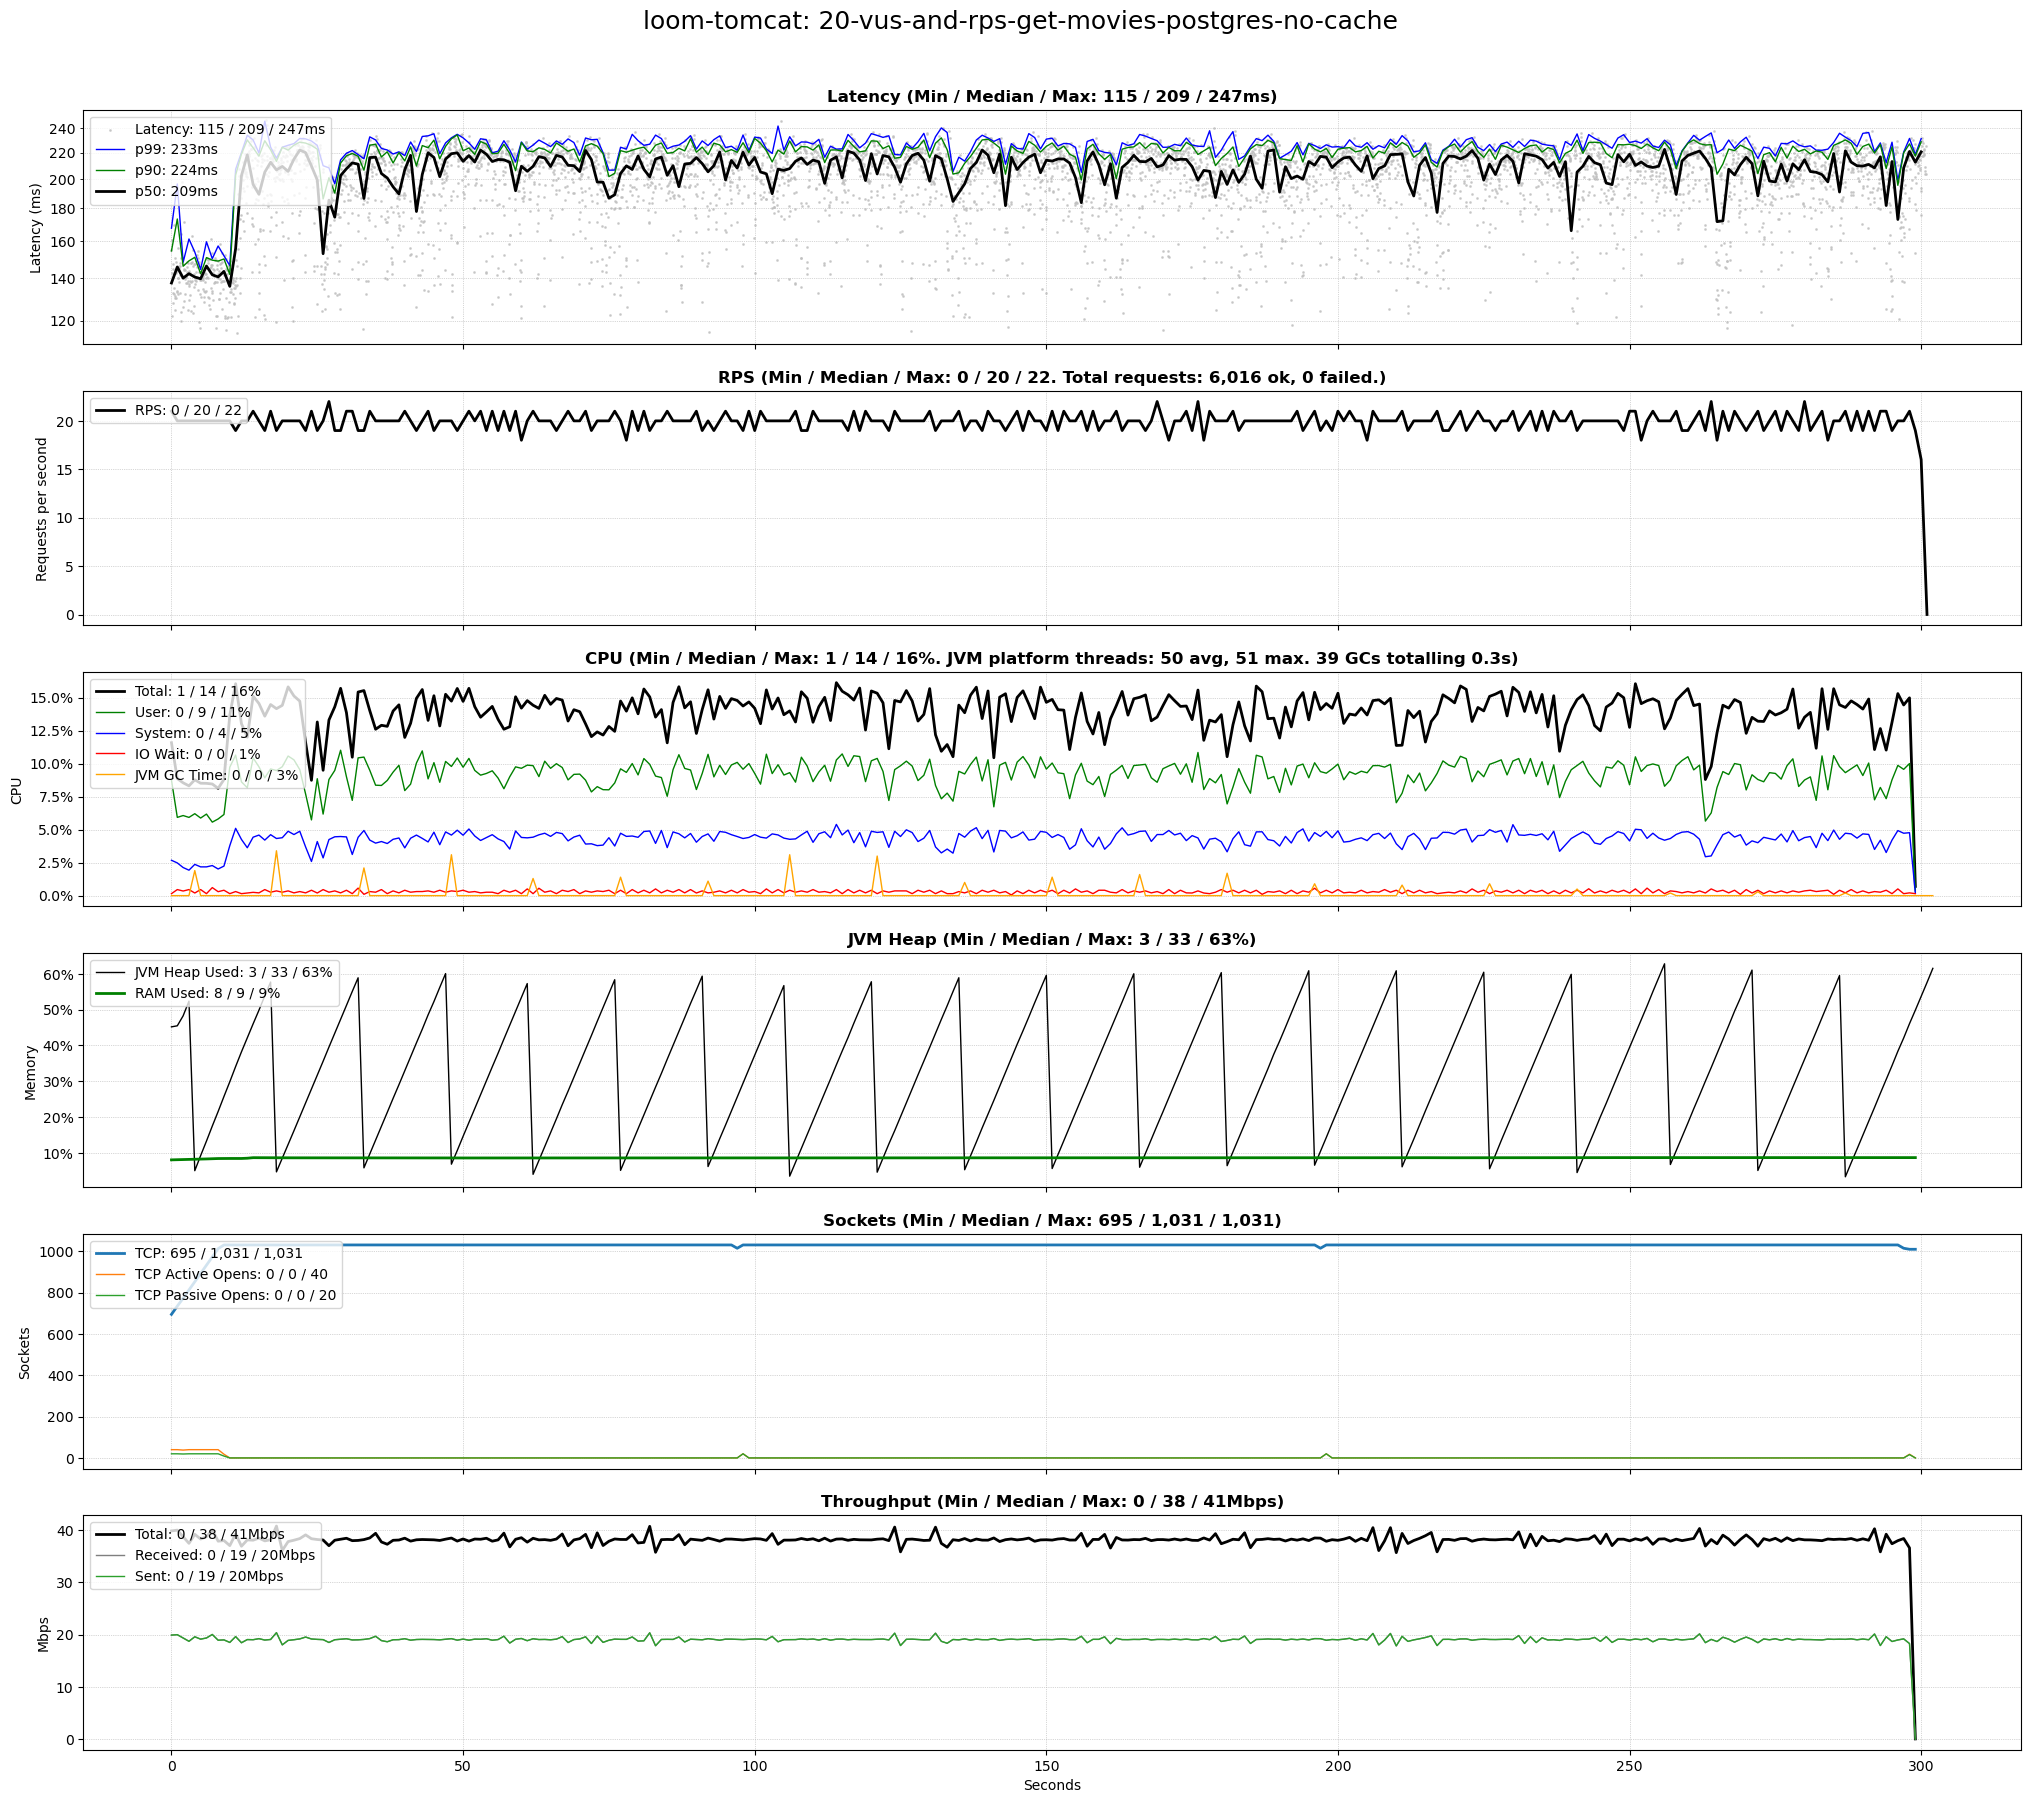 loom-tomcat: 20-vus-and-rps-get-movies-postgres-no-cache
Latency (Min / Median / Max: 115 / 209 / 247ms)
Latency: 115 / 209 / 247ms
p99: 233ms
p90: 224ms
p50: 209ms
Latency (ms)
240
220
200
180
160
140
120
RPS (Min / Median / Max: 0 / 20 / 22. Total requests: 6,016 ok, 0 failed.)
RPS: 0 / 20 / 22
Requests per second
20
15
10
5
0
CPU (Min / Median / Max: 1 / 14 / 16%. JVM platform threads: 50 avg, 51 max. 39 GCs totalling 0.3s)
Total: 1 / 14 / 16%
User: 0 / 9 / 11%
System: 0 / 4 / 5%
IO Wait: 0 / 0 / 1%
JVM GC Time: 0 / 0 / 3%
CPU
15.0%
12.5%
10.0%
7.5%
5.0%
2.5%
0.0%
JVM Heap (Min / Median / Max: 3 / 33 / 63%)
JVM Heap Used: 3 / 33 / 63%
RAM Used: 8 / 9 / 9%
Memory
60%
50%
40%
30%
20%
10%
Sockets (Min / Median / Max: 695 / 1,031 / 1,031)
TCP: 695 / 1,031 / 1,031
TCP Active Opens: 0 / 0 / 40
TCP Passive Opens: 0 / 0 / 20
Sockets
1000
800
600
400
200
0
Throughput (Min / Median / Max: 0 / 38 / 41Mbps)
Total: 0 / 38 / 41Mbps
Received: 0 / 19 / 20Mbps
Sent: 0 / 19 / 20Mbps
Mbps
40
30
20
10
0
0 50 100 150 200 250 300
Seconds